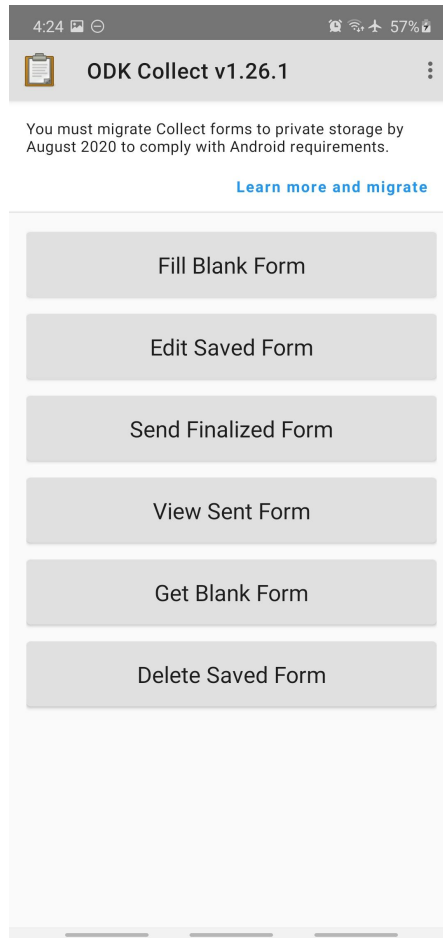 4:24 57%
ODK Collect v1.26.1
You must migrate Collect forms to private storage by
August 2020 to comply with Android requirements.
Learn more and migrate
Fill Blank Form
Edit Saved Form
Send Finalized Form
View Sent Form
Get Blank Form
Delete Saved Form